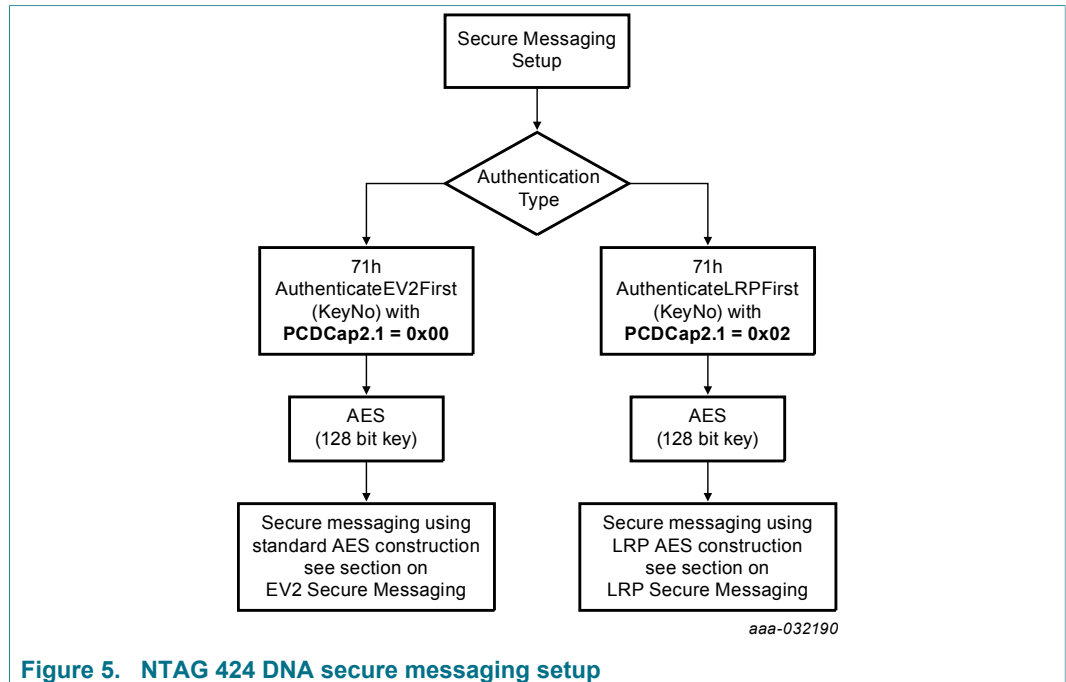 Secure Messaging
Setup
Authentication
Type
71h
AuthenticateEV2First
(KeyNo) with
PCDCap2.1 = 0x00
71h
AuthenticateLRPFirst
(KeyNo) with
PCDCap2.1 = 0x02
AES
(128 bit key)
AES
(128 bit key)
Secure messaging using
standard AES construction
see section on
EV2 Secure Messaging
Secure messaging using
LRP AES construction
see section on
LRP Secure Messaging
aaa-032190
Figure 5. NTAG 424 DNA secure messaging setup